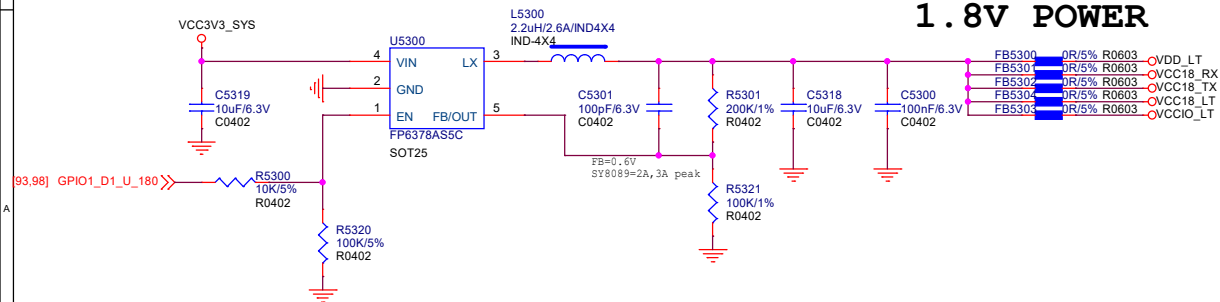 1.8V POWER
VCC3V3_SYS
L5300
2.2uH/2.6A/IND4X4
IND-4X4
U5300
4
VIN
LX
3
2
GND
1
EN
FB/OUT
5
FP6378AS5C
SOT25
C5319
10uF/6.3V
C0402
C5301
100pF/6.3V
C0402
R5301
200K/1%
R0402
C5318
10uF/6.3V
C0402
C5300
100nF/6.3V
C0402
FB5300 0R/5% R0603 VDD_LT
FB5301 0R/5% R0603 VCC18_RX
FB5302 0R/5% R0603 VCC18_TX
FB5304 0R/5% R0603 VCC18_LT
FB5303 0R/5% R0603 VCCIO_LT
FB=0.6V
SY8089=2A,3A peak
[93,98] GPIO1_D1_U_180
R5300
10K/5%
R0402
R5321
100K/1%
R0402
R5320
100K/5%
R0402
A